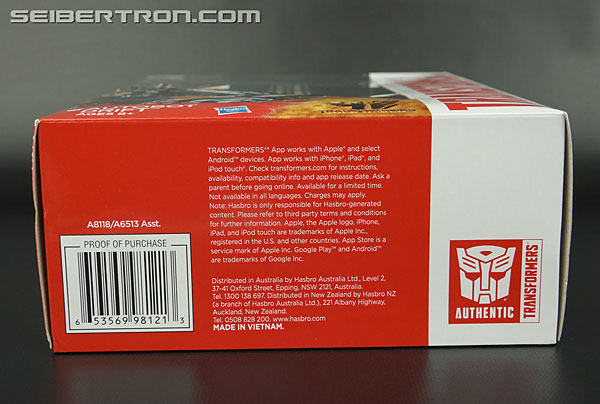 SEIBERTRON.COM
AUTOBOT
DRIFT
AGES 8+
Hasbro
TRANSFORMERS™ App works with Apple® and select
Android™ devices. App works with iPhone®, iPad®, and
iPod touch®. Check transformers.com for instructions,
availability, compatibility info and app release date. Ask a
parent before going online. Available for a limited time.
Not available in all languages. Charges may apply.
Note: Hasbro is only responsible for Hasbro-generated
content. Please refer to third party terms and conditions
for further information. Apple, the Apple logo, iPhone,
iPad, and iPod touch are trademarks of Apple Inc.,
registered in the U.S. and other countries. App Store is a
service mark of Apple Inc. Google Play™ and Android™
are trademarks of Google Inc.
A8118/A6513 Asst.
PROOF OF PURCHASE
6 53569 98121 3
Distributed in Australia by Hasbro Australia Ltd., Level 2,
37-41 Oxford Street, Epping, NSW 2121, Australia.
Tel. 1300 138 697. Distributed in New Zealand by Hasbro NZ
(a branch of Hasbro Australia Ltd.), 221 Albany Highway,
Auckland, New Zealand.
Tel. 0508 828 200. www.hasbro.com
MADE IN VIETNAM.
AUTHENTIC
TRANSFORMERS®